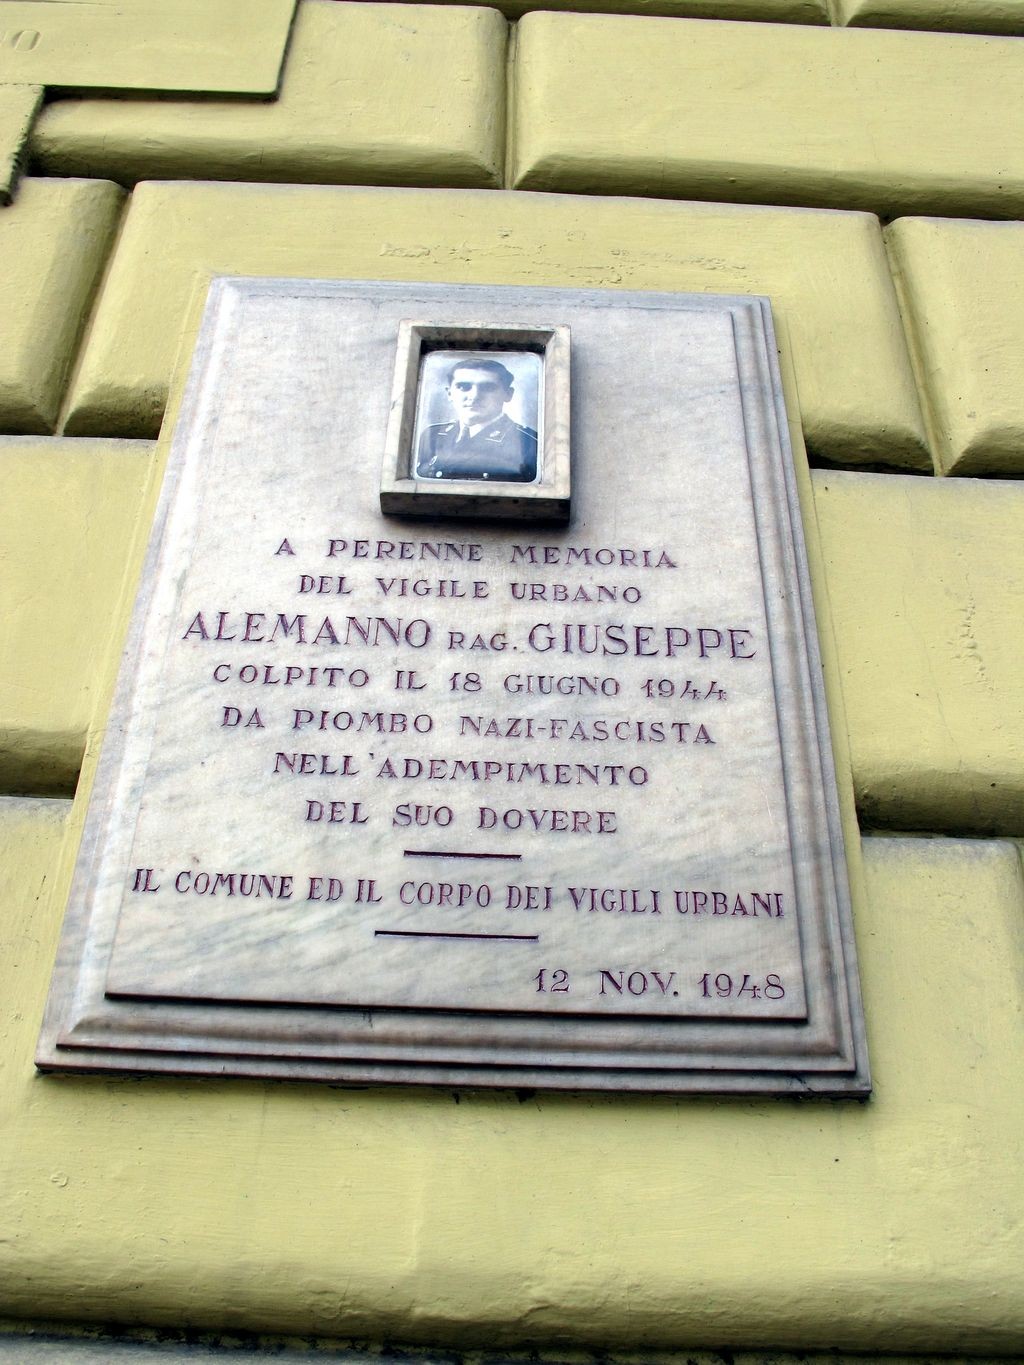 A PERENNE MEMORIA
DEL VIGILE URBANO
ALEMANNO RAG. GIUSEPPE
COLPITO IL 18 GIUGNO 1944
DA PIOMBO NAZI-FASCISTA
NELL'ADEMPIMENTO
DEL SUO DOVERE
IL COMUNE ED IL CORPO DEI VIGILI URBANI
12 NOV. 1948